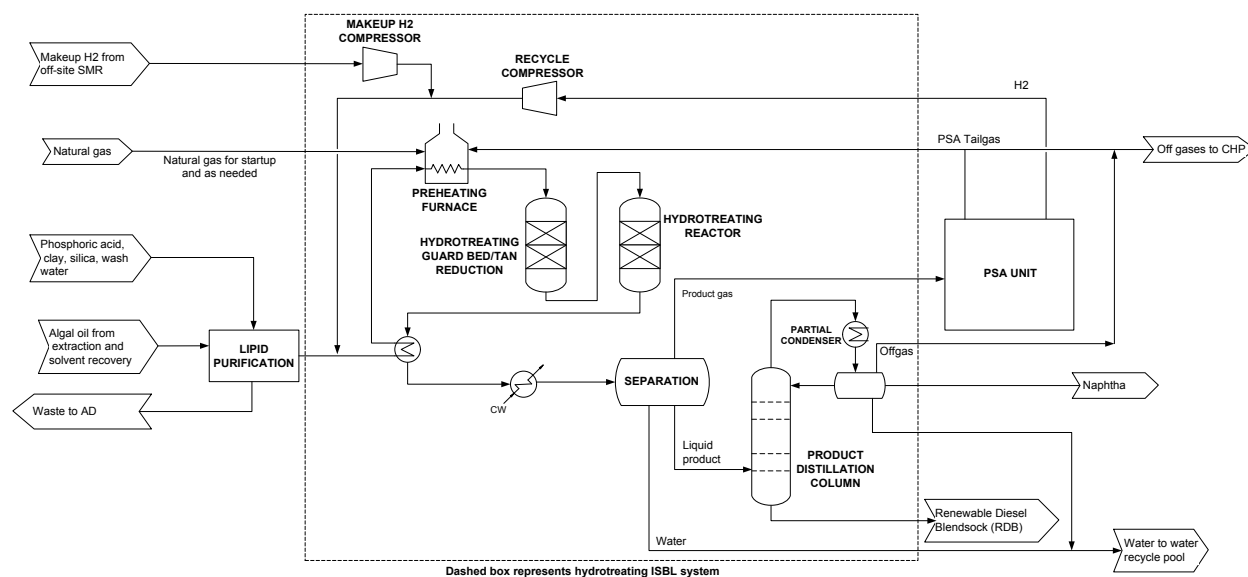 MAKEUP H2
COMPRESSOR
Makeup H2 from
off-site SMR
RECYCLE
COMPRESSOR
H2
Natural gas
Natural gas for startup
and as needed
PREHEATING
FURNACE
PSA Tailgas
Off gases to CHP
HYDROTREATING
REACTOR
HYDROTREATING
GUARD BED/TAN
REDUCTION
Phosphoric acid,
clay, silica, wash
water
PSA UNIT
Product gas
Algal oil from
extraction and
solvent recovery
LIPID
PURIFICATION
PARTIAL
CONDENSER
Offgas
SEPARATION
Naphtha
Waste to AD
CW
Liquid
product
PRODUCT
DISTILLATION
COLUMN
Renewable Diesel
Blendsock (RDB)
Water
Water to water
recycle pool
Dashed box represents hydrotreating ISBL system